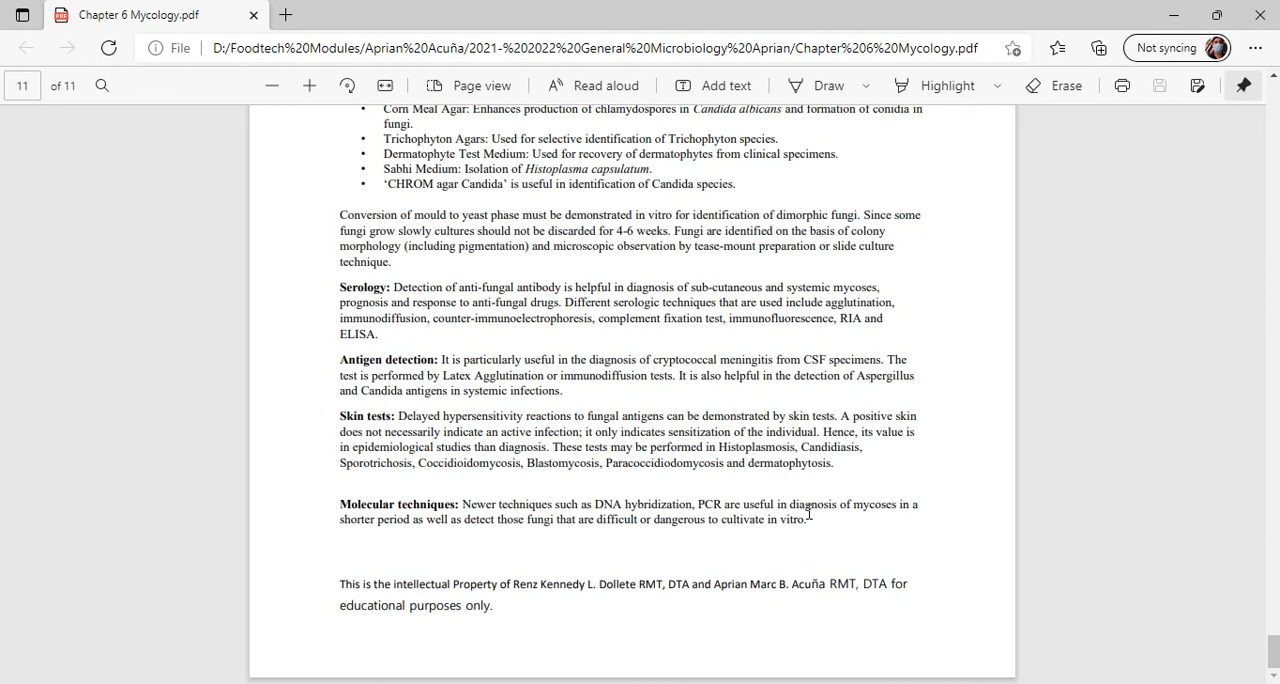 Chapter 6 Mycology.pdf
File
D:/Foodtech%20Modules/Aprian%20Acuña/2021-%202022%20General%20Microbiology%20Aprian/Chapter%206%20Mycology.pdf
Not syncing
11 of 11
Page view
Read aloud
Add text
Draw
Highlight
Erase
• Corn Meal Agar: Enhances production of chlamydospores in Candida albicans and formation of conidia in
fungi.
• Trichophyton Agars: Used for selective identification of Trichophyton species.
• Dermatophyte Test Medium: Used for recovery of dermatophytes from clinical specimens.
• Sabhi Medium: Isolation of Histoplasma capsulatum.
• ‘CHROM agar Candida’ is useful in identification of Candida species.
Conversion of mould to yeast phase must be demonstrated in vitro for identification of dimorphic fungi. Since some
fungi grow slowly cultures should not be discarded for 4-6 weeks. Fungi are identified on the basis of colony
morphology (including pigmentation) and microscopic observation by tease-mount preparation or slide culture
technique.
Serology: Detection of anti-fungal antibody is helpful in diagnosis of sub-cutaneous and systemic mycoses,
prognosis and response to anti-fungal drugs. Different serologic techniques that are used include agglutination,
immunodiffusion, counter-immunoelectrophoresis, complement fixation test, immunofluorescence, RIA and
ELISA.
Antigen detection: It is particularly useful in the diagnosis of cryptococcal meningitis from CSF specimens. The
test is performed by Latex Agglutination or immunodiffusion tests. It is also helpful in the detection of Aspergillus
and Candida antigens in systemic infections.
Skin tests: Delayed hypersensitivity reactions to fungal antigens can be demonstrated by skin tests. A positive skin
does not necessarily indicate an active infection; it only indicates sensitization of the individual. Hence, its value is
in epidemiological studies than diagnosis. These tests may be performed in Histoplasmosis, Candidiasis,
Sporotrichosis, Coccidioidomycosis, Blastomycosis, Paracoccidiodomycosis and dermatophytosis.
Molecular techniques: Newer techniques such as DNA hybridization, PCR are useful in diagnosis of mycoses in a
shorter period as well as detect those fungi that are difficult or dangerous to cultivate in vitro.
This is the intellectual Property of Renz Kennedy L. Dollete RMT, DTA and Aprian Marc B. Acuña RMT, DTA for
educational purposes only.